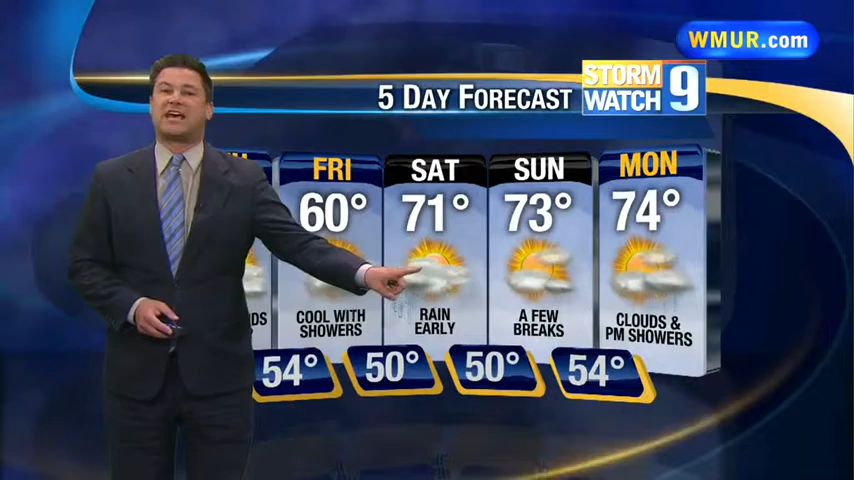 WMUR.com
5 DAY FORECAST
STORM
WATCH 9
FRI
SAT
SUN
MON
60°
71°
73°
74°
COOL WITH
SHOWERS
RAIN
EARLY
A FEW
BREAKS
CLOUDS &
PM SHOWERS
54°
50°
50°
54°